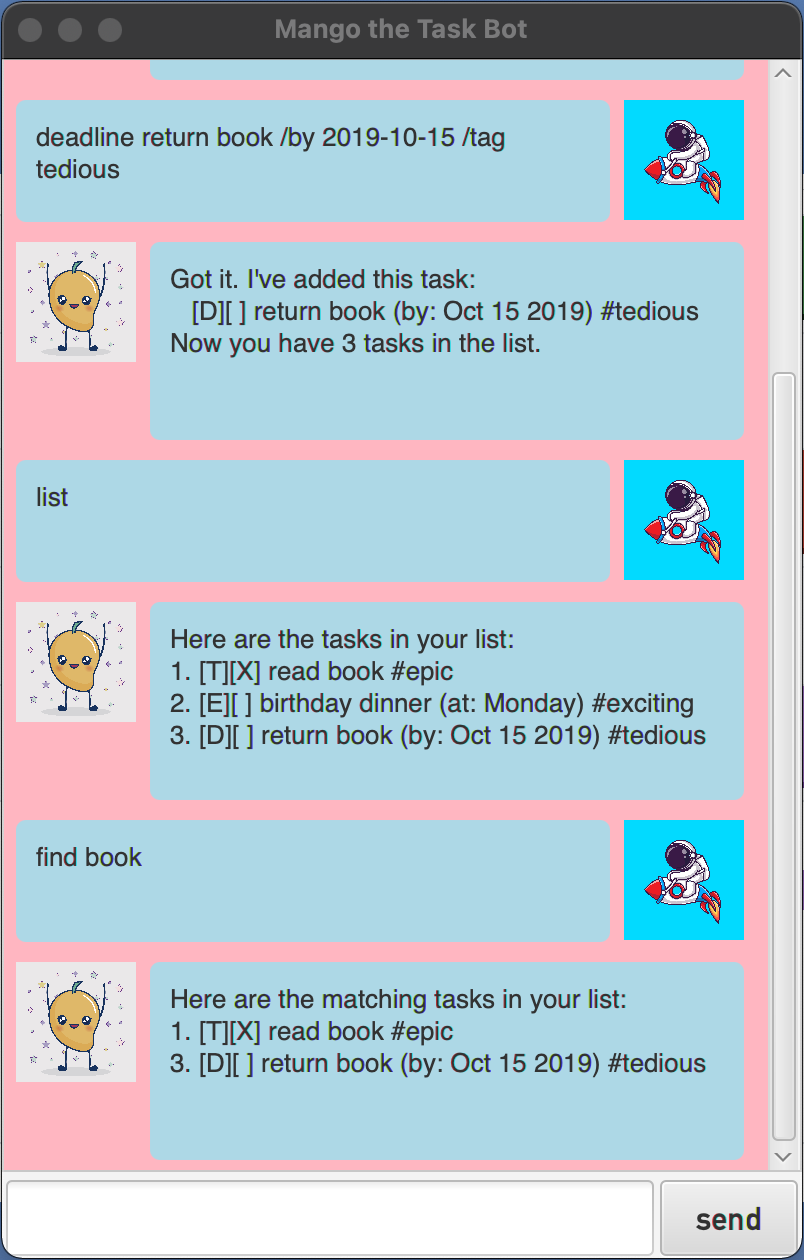 Mango the Task Bot
deadline return book /by 2019-10-15 /tag
tedious
Got it. I've added this task:
[D][ ] return book (by: Oct 15 2019) #tedious
Now you have 3 tasks in the list.
list
Here are the tasks in your list:
1. [T][X] read book #epic
2. [E][ ] birthday dinner (at: Monday) #exciting
3. [D][ ] return book (by: Oct 15 2019) #tedious
find book
Here are the matching tasks in your list:
1. [T][X] read book #epic
3. [D][ ] return book (by: Oct 15 2019) #tedious
send